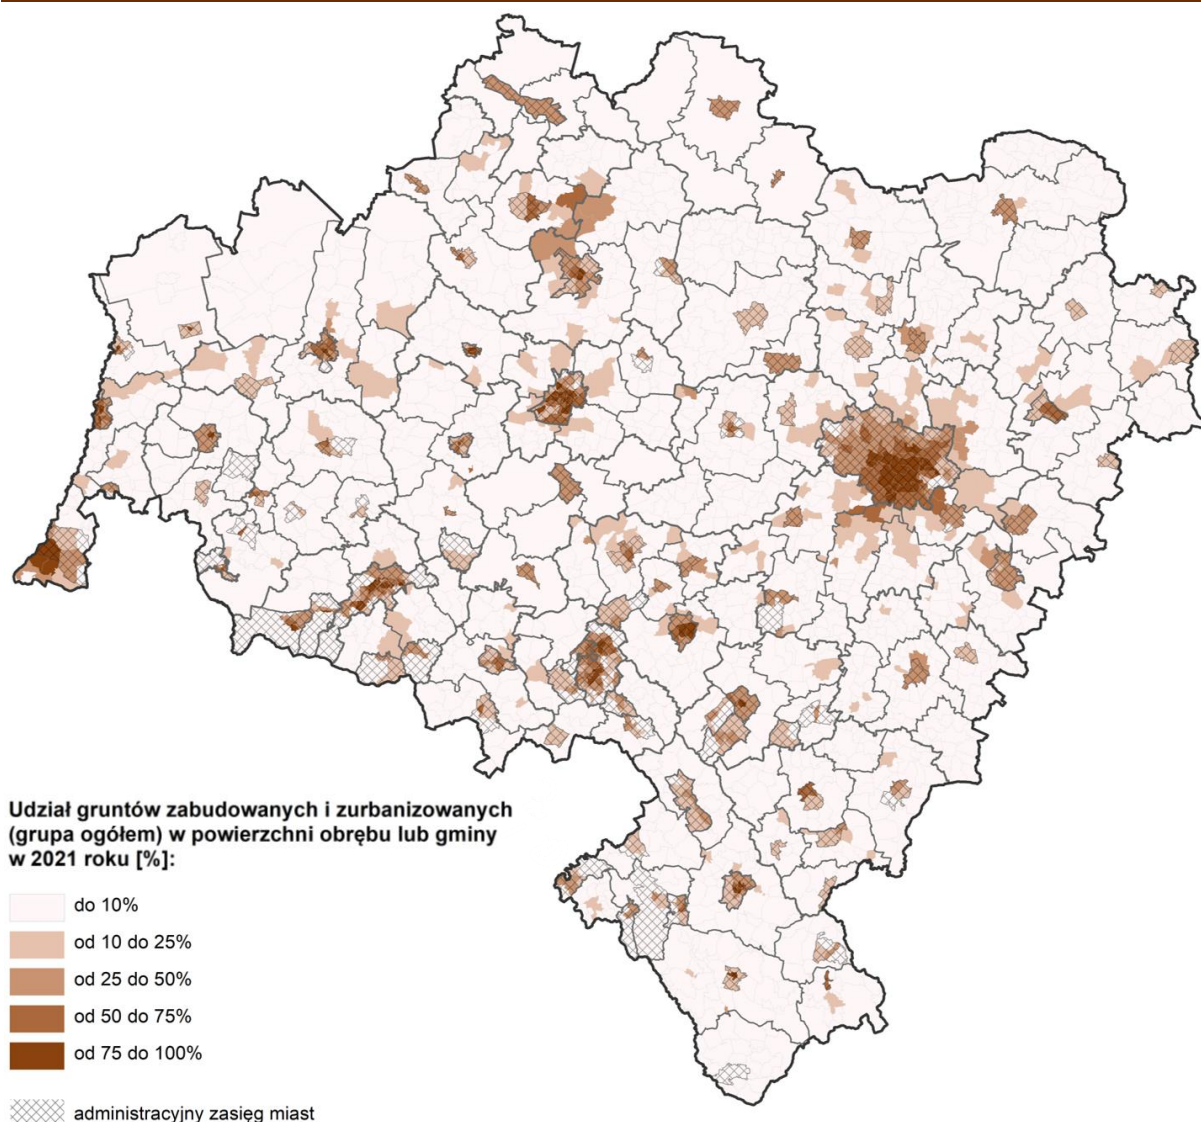 Udział gruntów zabudowanych i zurbanizowanych
(grupa ogółem) w powierzchni obrębu lub gminy
w 2021 roku [%]:
do 10%
od 10 do 25%
od 25 do 50%
od 50 do 75%
od 75 do 100%
administracyjny zasięg miast